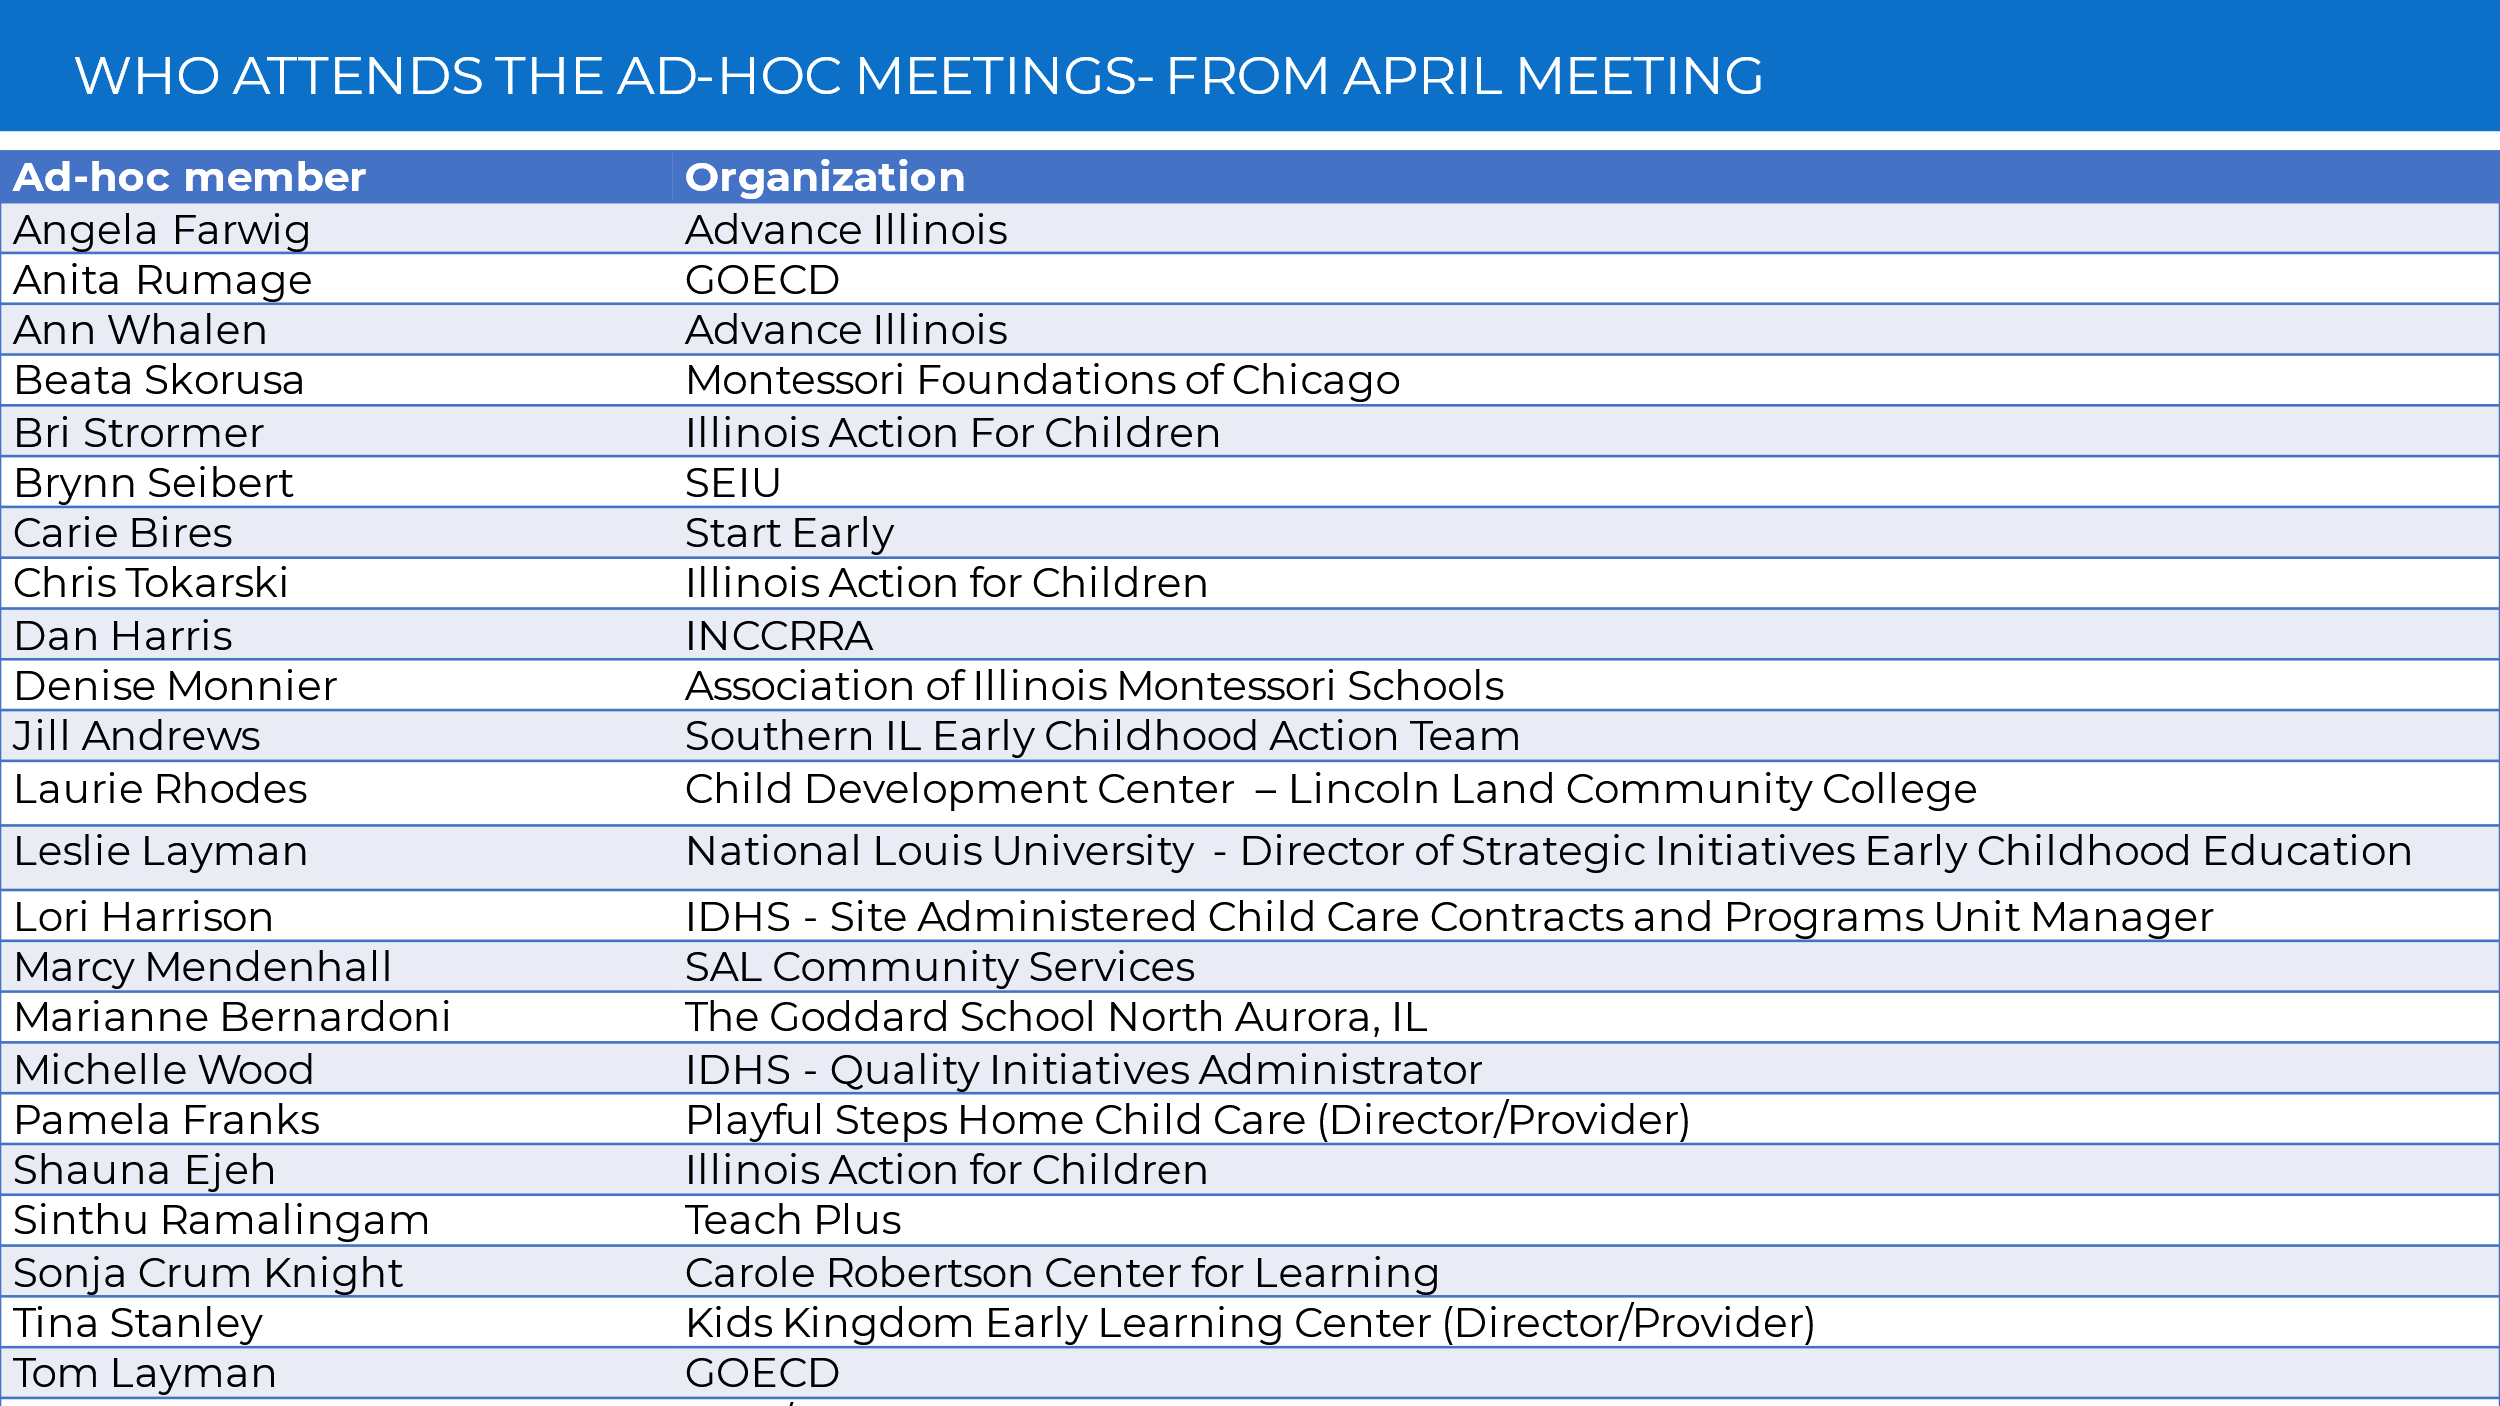 WHO ATTENDS THE AD-HOC MEETINGS- FROM APRIL MEETING
Ad-hoc member Organization
Angela Farwig Advance Illinois
Anita Rumage GOECD
Ann Whalen Advance Illinois
Beata Skorusa Montessori Foundations of Chicago
Bri Strormer Illinois Action For Children
Brynn Seibert SEIU
Carie Bires Start Early
Chris Tokarski Illinois Action for Children
Dan Harris INCCRRA
Denise Monnier Association of Illinois Montessori Schools
Jill Andrews Southern IL Early Childhood Action Team
Laurie Rhodes Child Development Center – Lincoln Land Community College
Leslie Layman National Louis University - Director of Strategic Initiatives Early Childhood Education
Lori Harrison IDHS - Site Administered Child Care Contracts and Programs Unit Manager
Marcy Mendenhall SAL Community Services
Marianne Bernardoni The Goddard School North Aurora, IL
Michelle Wood IDHS - Quality Initiatives Administrator
Pamela Franks Playful Steps Home Child Care (Director/Provider)
Shauna Ejeh Illinois Action for Children
Sinthu Ramalingam Teach Plus
Sonja Crum Knight Carole Robertson Center for Learning
Tina Stanley Kids Kingdom Early Learning Center (Director/Provider)
Tom Layman GOECD